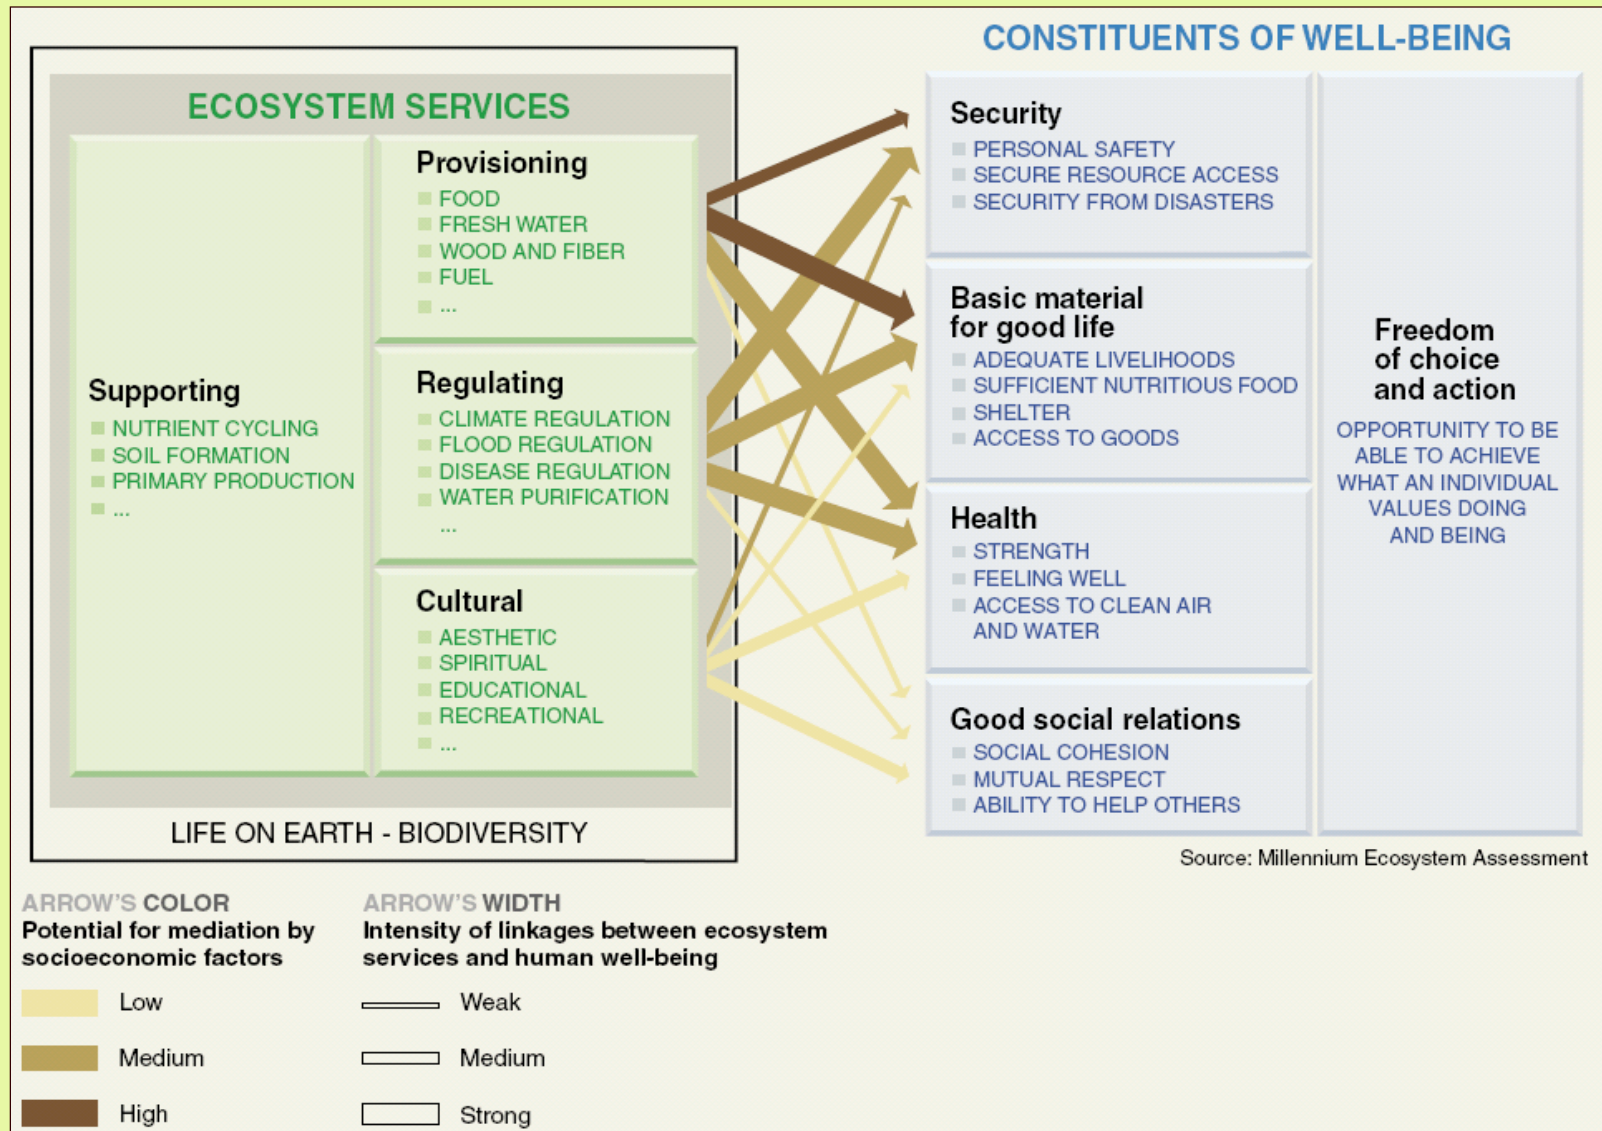 CONSTITUENTS OF WELL-BEING
ECOSYSTEM SERVICES
Supporting
NUTRIENT CYCLING
SOIL FORMATION
PRIMARY PRODUCTION
...
Provisioning
FOOD
FRESH WATER
WOOD AND FIBER
FUEL
...
Regulating
CLIMATE REGULATION
FLOOD REGULATION
DISEASE REGULATION
WATER PURIFICATION
...
Cultural
AESTHETIC
SPIRITUAL
EDUCATIONAL
RECREATIONAL
...
LIFE ON EARTH - BIODIVERSITY
Security
PERSONAL SAFETY
SECURE RESOURCE ACCESS
SECURITY FROM DISASTERS
Basic material
for good life
ADEQUATE LIVELIHOODS
SUFFICIENT NUTRITIOUS FOOD
SHELTER
ACCESS TO GOODS
Health
STRENGTH
FEELING WELL
ACCESS TO CLEAN AIR
AND WATER
Good social relations
SOCIAL COHESION
MUTUAL RESPECT
ABILITY TO HELP OTHERS
Freedom
of choice
and action
OPPORTUNITY TO BE
ABLE TO ACHIEVE
WHAT AN INDIVIDUAL
VALUES DOING
AND BEING
Source: Millennium Ecosystem Assessment
ARROW'S COLOR
Potential for mediation by
socioeconomic factors
Low
Medium
High
ARROW'S WIDTH
Intensity of linkages between ecosystem
services and human well-being
Weak
Medium
Strong